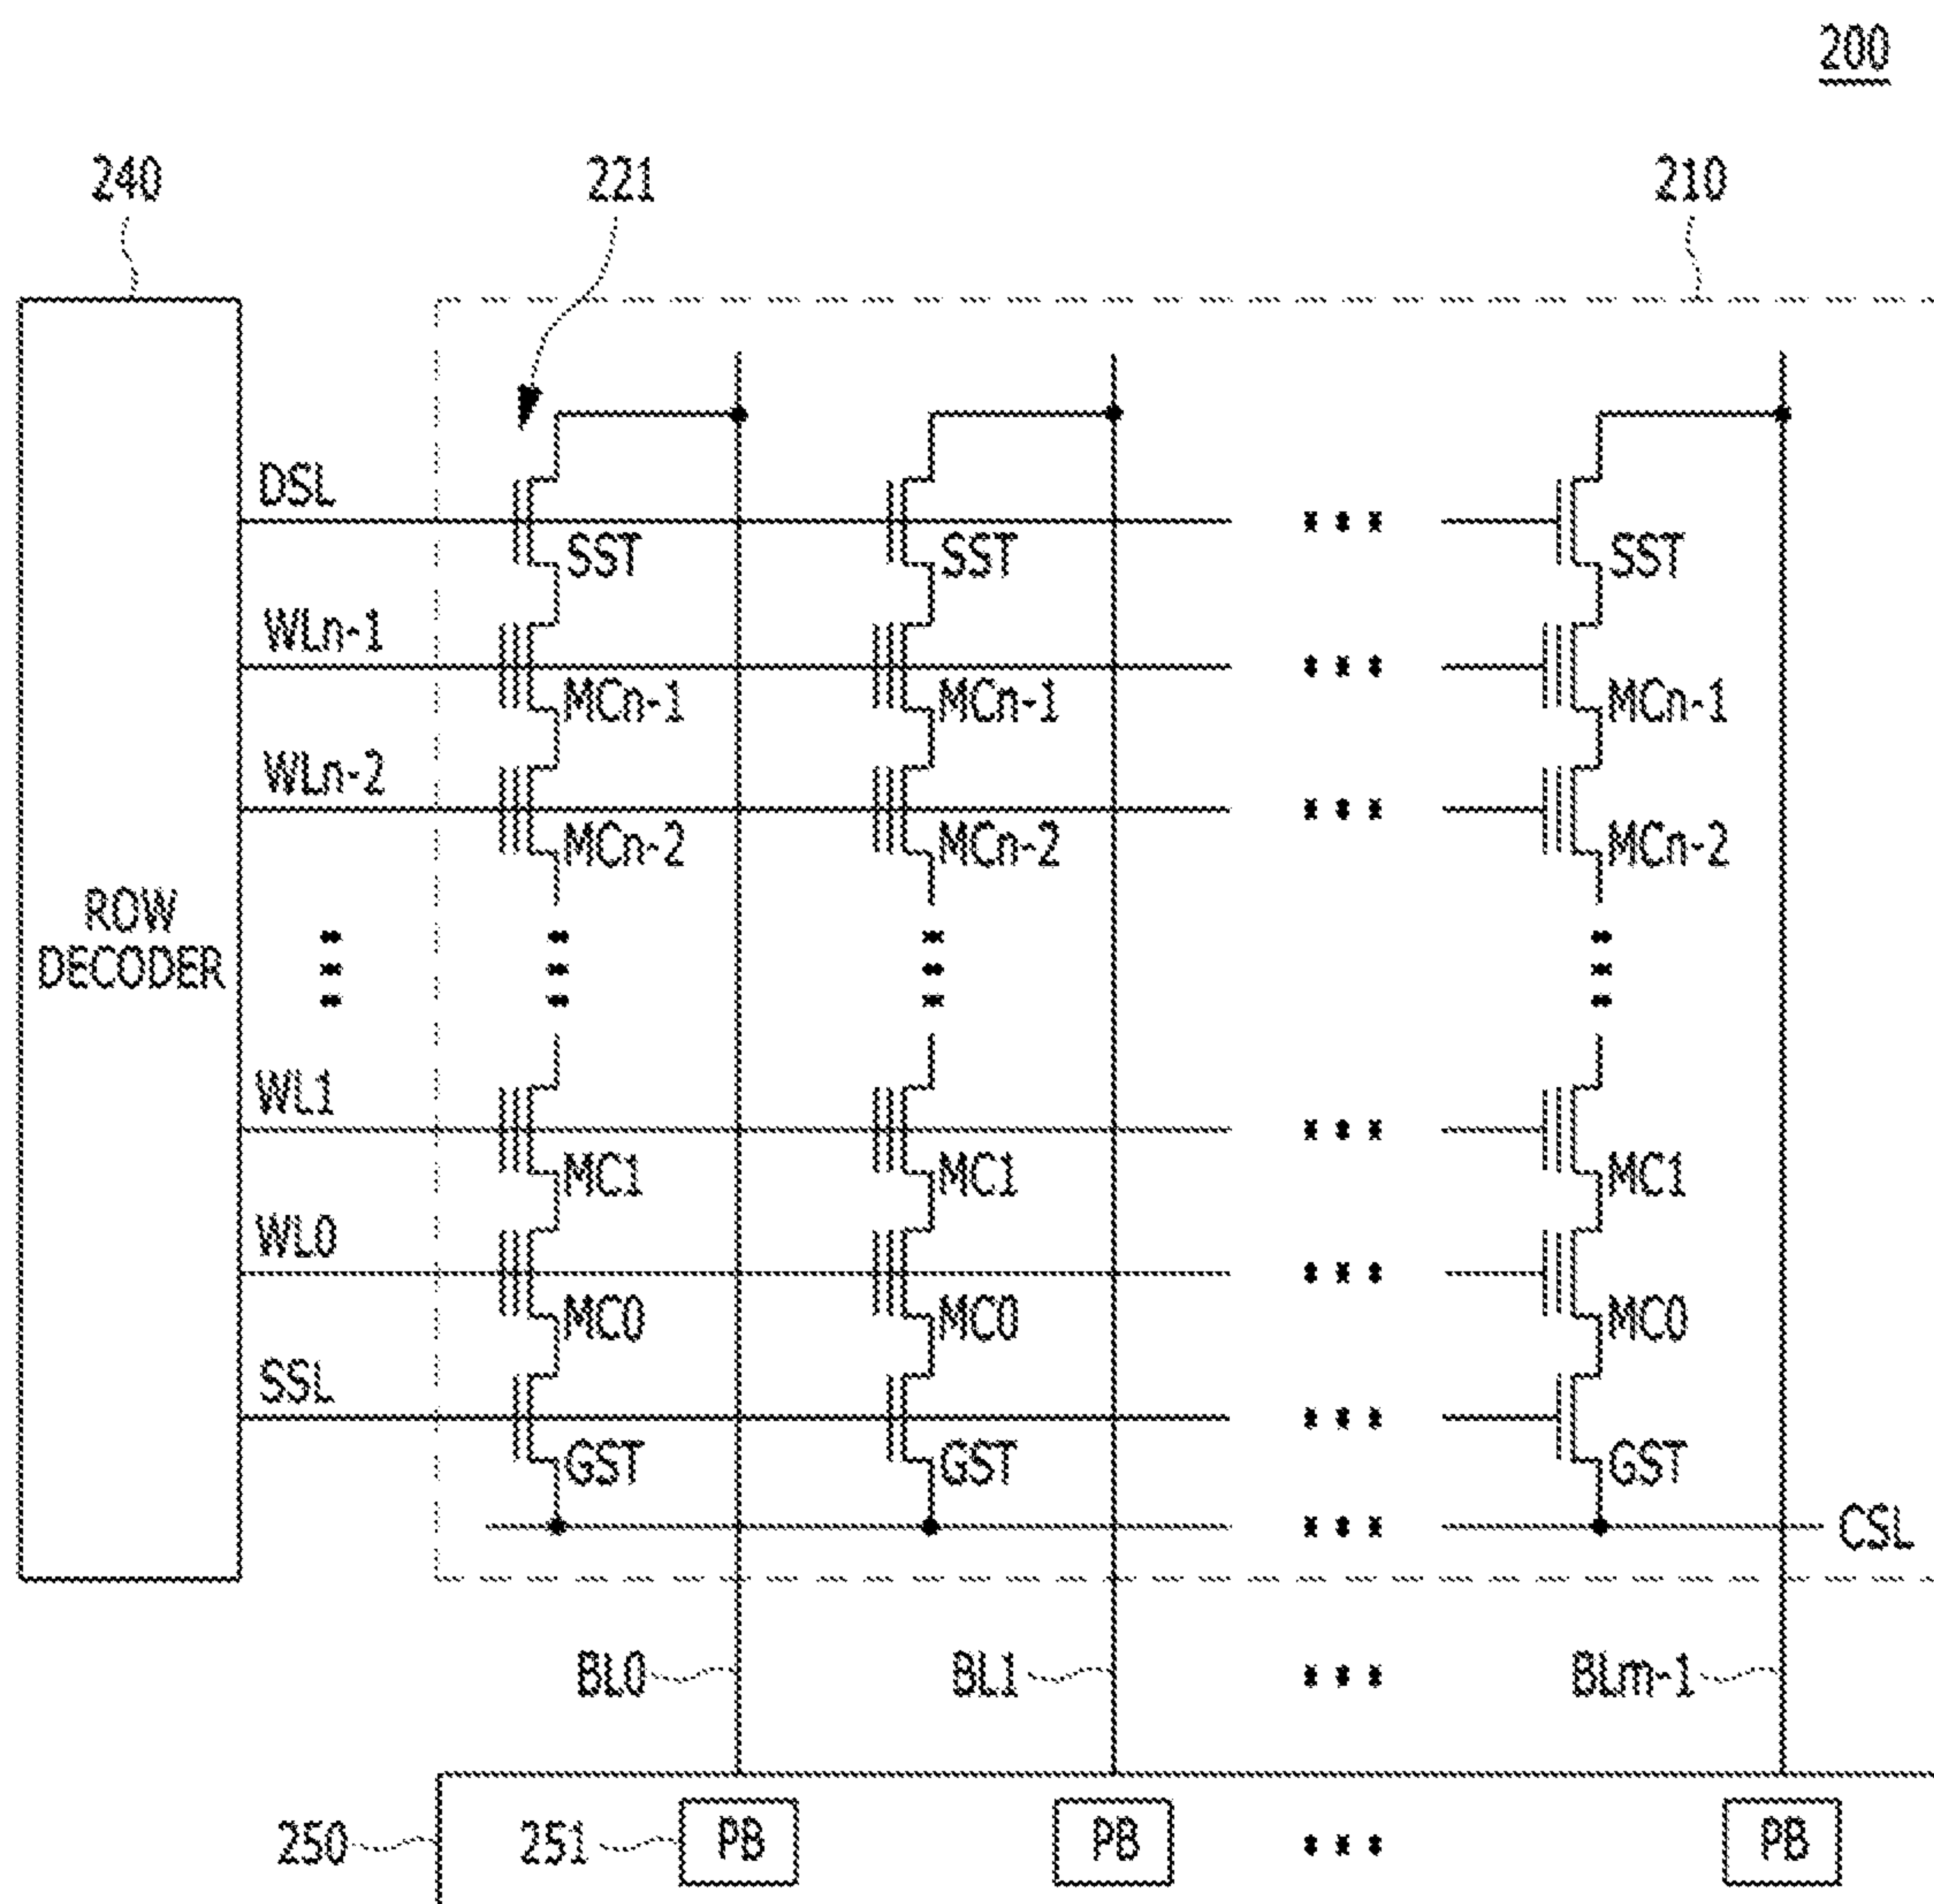 200
240 221 210
DSL
SST SST SST
WLn-1
MCn-1 MCn-1 MCn-1
WLn-2
MCn-2 MCn-2 MCn-2
ROW
DECODER
WL1
MC1 MC1 MC1
WL0
MC0 MC0 MC0
SSL
GST GST GST
CSL
BL0 BL1 BLm-1
250 251 PB PB PB